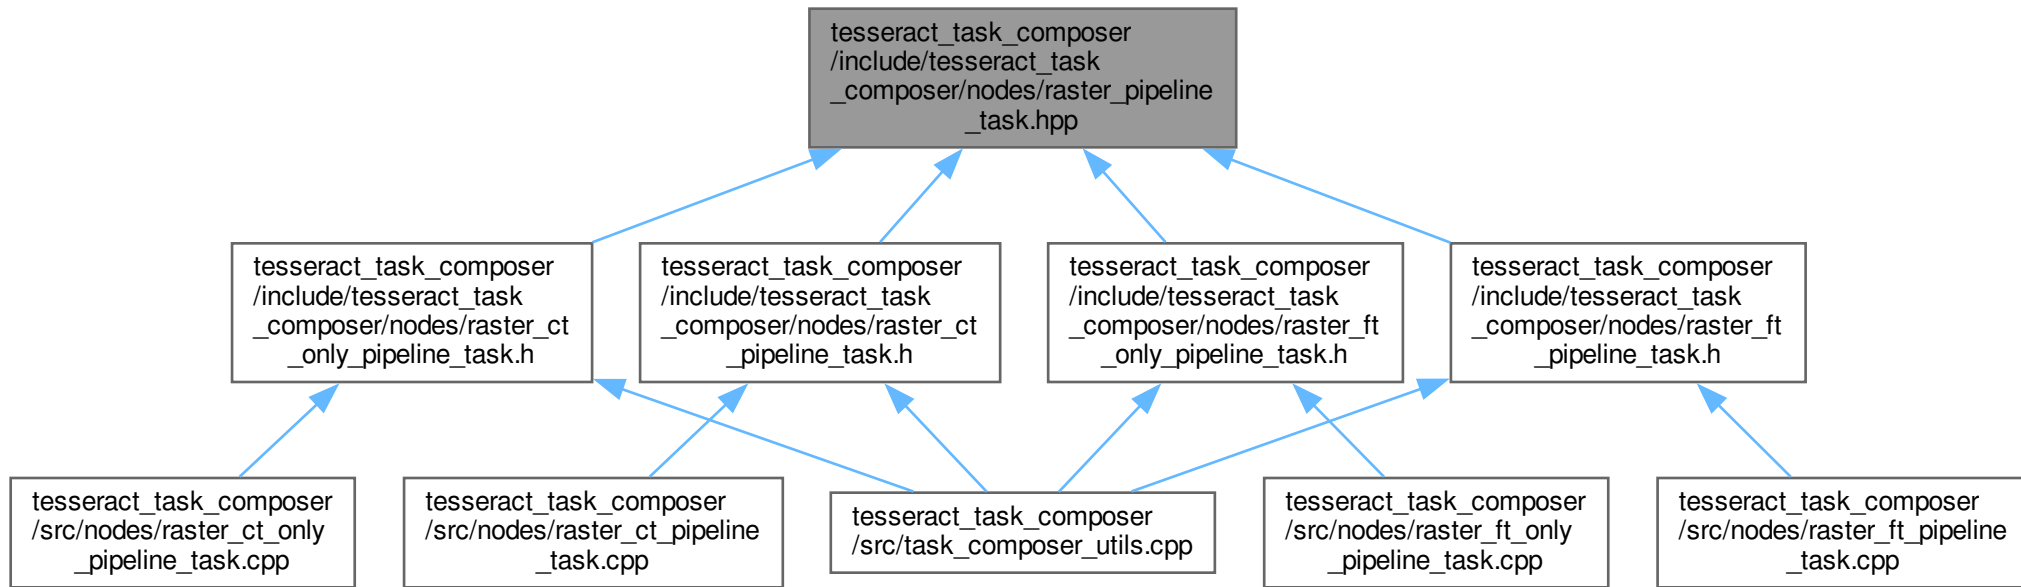 tesseract_task_composer
/include/tesseract_task
_composer/nodes/raster_pipeline
_task.hpp
tesseract_task_composer
/include/tesseract_task
_composer/nodes/raster_ct
_only_pipeline_task.h
tesseract_task_composer
/include/tesseract_task
_composer/nodes/raster_ct
_pipeline_task.h
tesseract_task_composer
/include/tesseract_task
_composer/nodes/raster_ft
_only_pipeline_task.h
tesseract_task_composer
/include/tesseract_task
_composer/nodes/raster_ft
_pipeline_task.h
tesseract_task_composer
/src/nodes/raster_ct_only
_pipeline_task.cpp
tesseract_task_composer
/src/nodes/raster_ct_pipeline
_task.cpp
tesseract_task_composer
/src/task_composer_utils.cpp
tesseract_task_composer
/src/nodes/raster_ft_only
_pipeline_task.cpp
tesseract_task_composer
/src/nodes/raster_ft_pipeline
_task.cpp